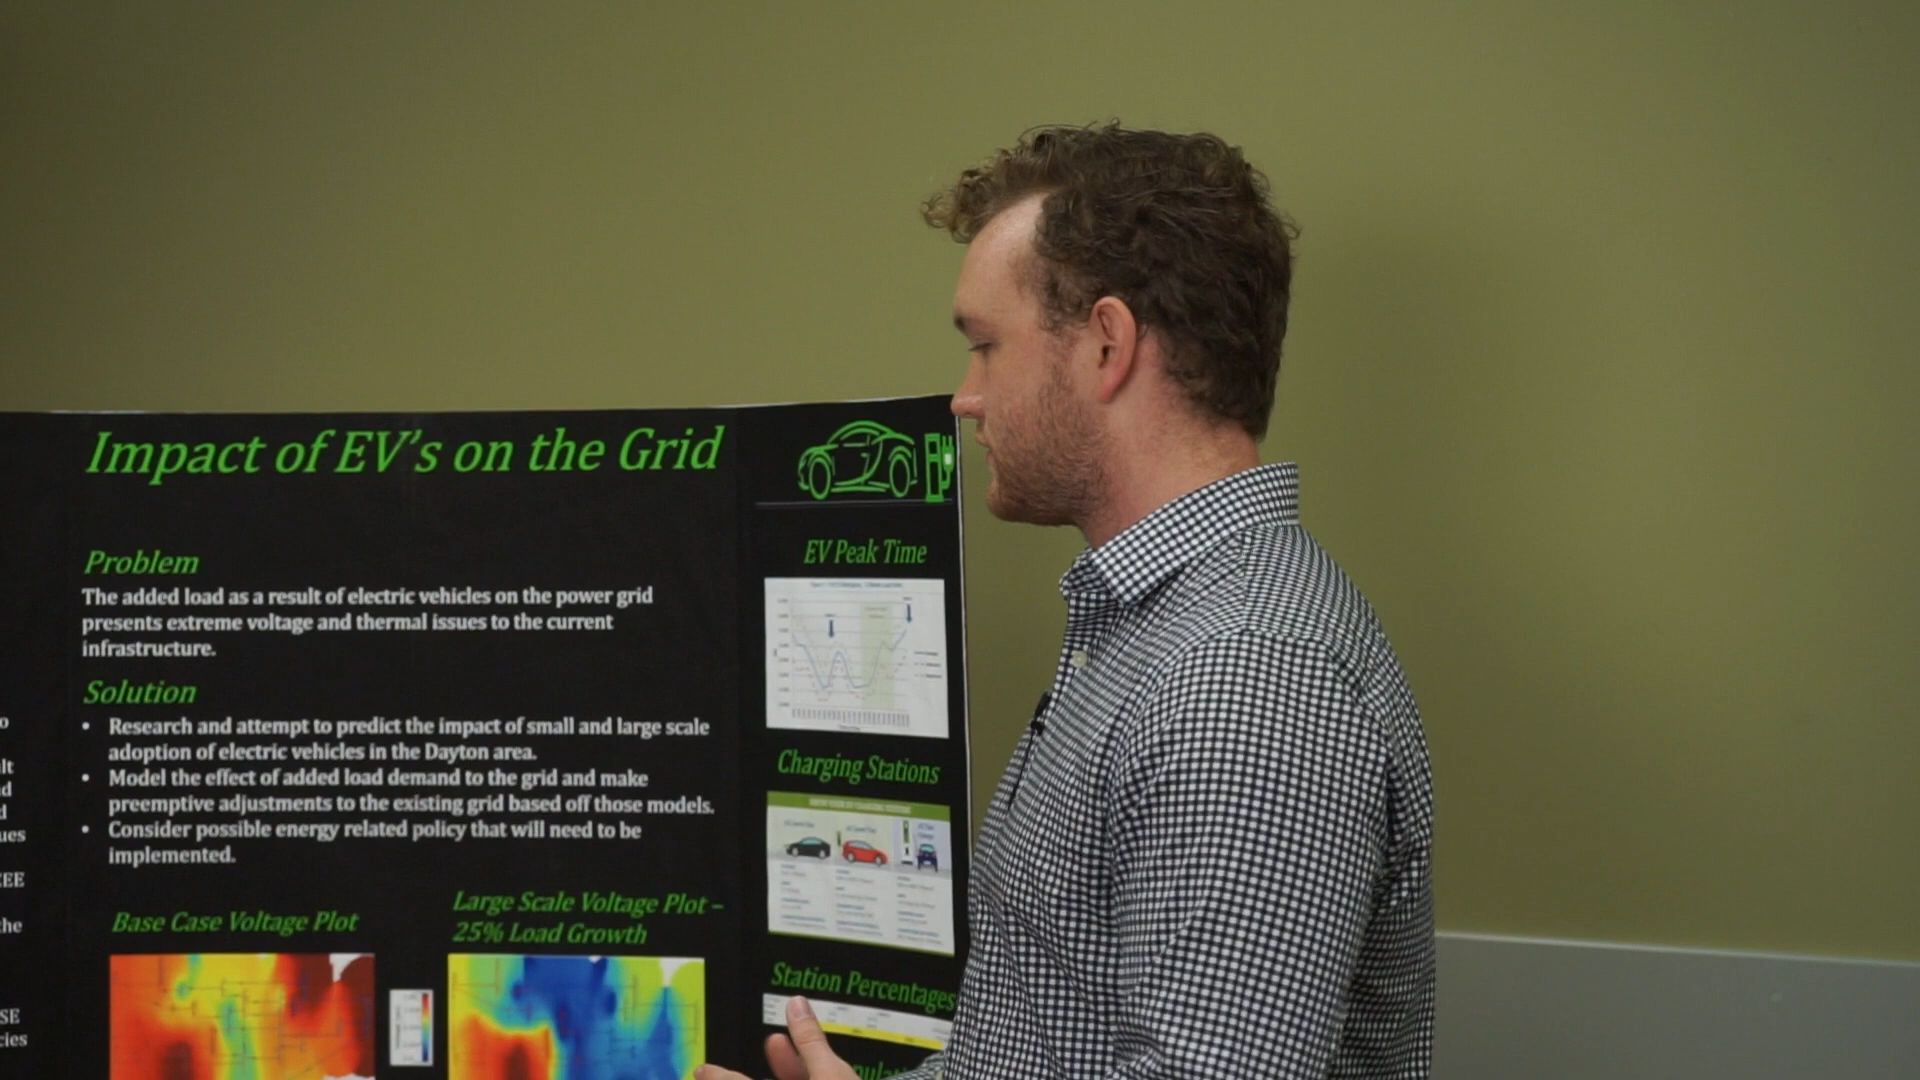 Impact of EV's on the Grid
Problem
The added load as a result of electric vehicles on the power grid
presents extreme voltage and thermal issues to the current
infrastructure.
Solution
• Research and attempt to predict the impact of small and large scale
adoption of electric vehicles in the Dayton area.
• Model the effect of added load demand to the grid and make
preemptive adjustments to the existing grid based off those models.
• Consider possible energy related policy that will need to be
implemented.
Base Case Voltage Plot
Large Scale Voltage Plot –
25% Load Growth
EV Peak Time
Charging Stations
Station Percentages